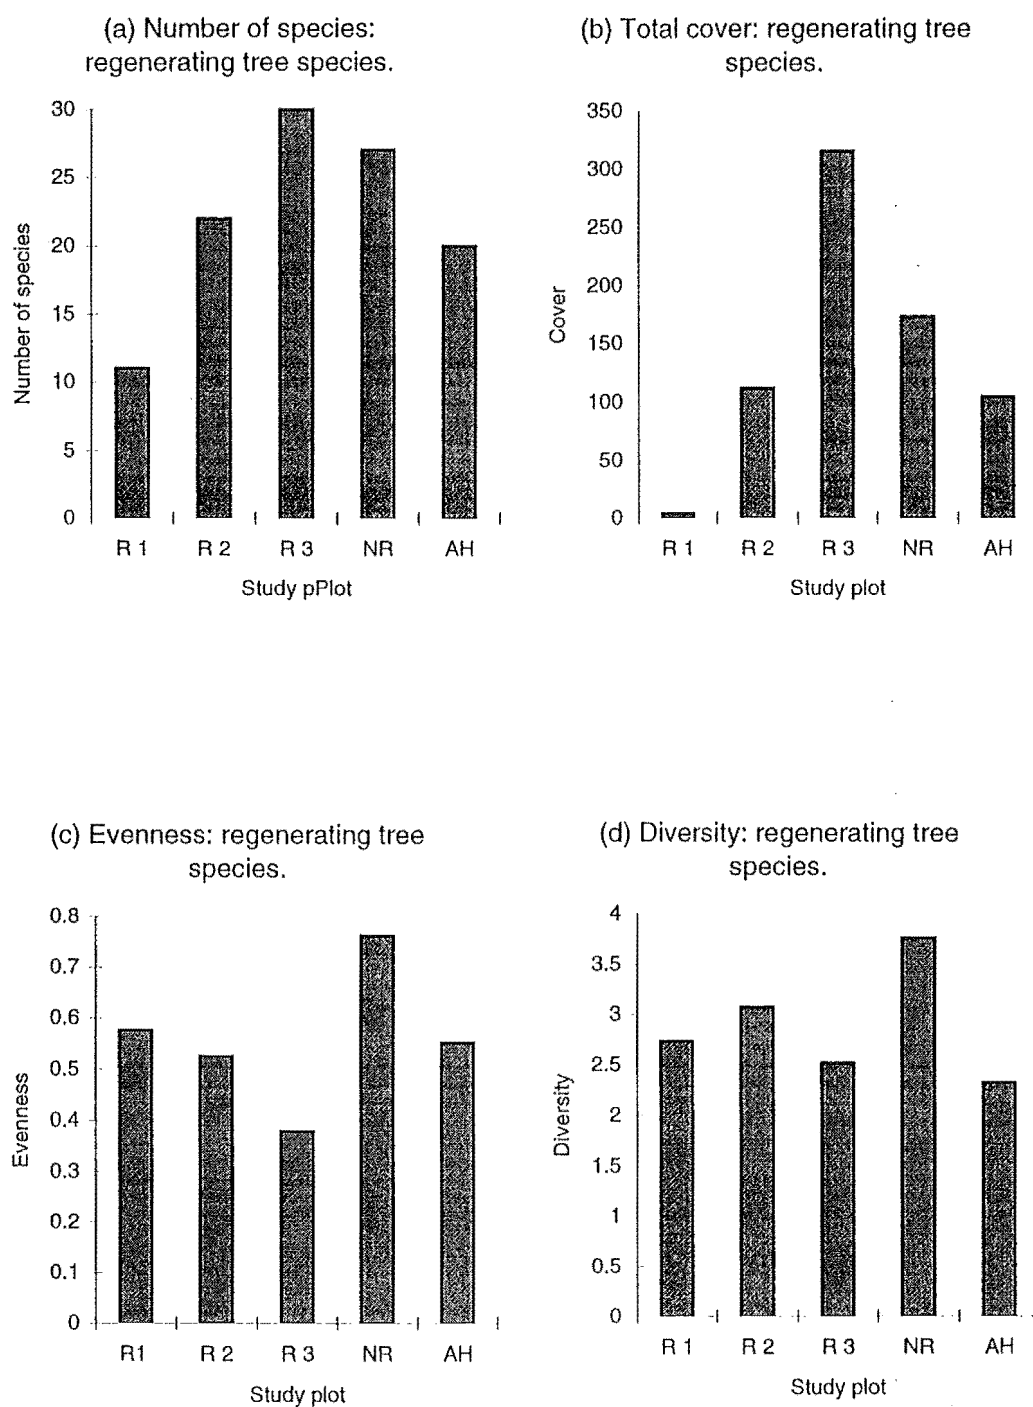 (a) Number of species:
regenerating tree species.
30
25
20
15
10
5
0
Number of species
R 1 R 2 R 3 NR AH
Study pPlot
(b) Total cover: regenerating tree
species.
350
300
250
200
150
100
50
0
Cover
R 1 R 2 R 3 NR AH
Study plot
(c) Evenness: regenerating tree
species.
0.8
0.7
0.6
0.5
0.4
0.3
0.2
0.1
0
Evenness
R1 R 2 R 3 NR AH
Study plot
(d) Diversity: regenerating tree
species.
4
3.5
3
2.5
2
1.5
1
0.5
0
Diversity
R 1 R 2 R 3 NR AH
Study plot